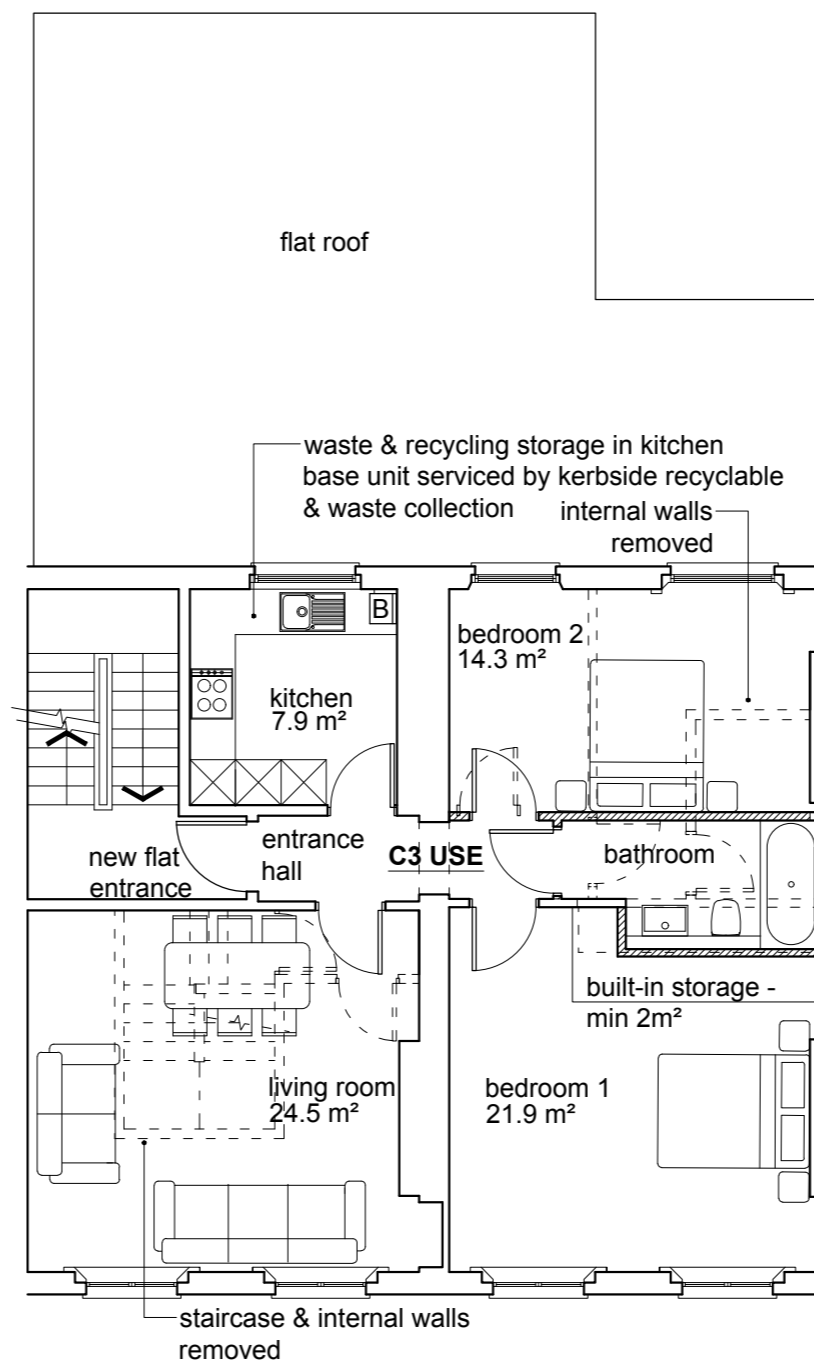 flat roof
waste & recycling storage in kitchen
base unit serviced by kerbside recyclable
& waste collection
internal walls
removed
B
bedroom 2
14.3 m²
kitchen
7.9 m²
entrance
hall
C3 USE
bathroom
new flat
entrance
built-in storage -
min 2m²
living room
24.5 m²
bedroom 1
21.9 m²
staircase & internal walls
removed